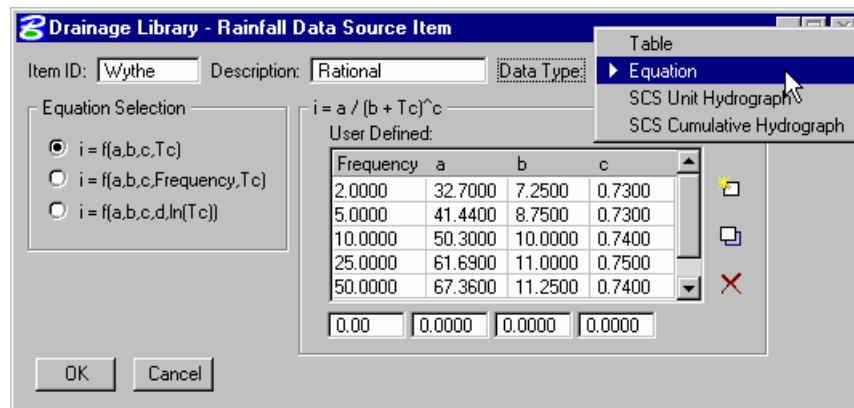 Drainage Library - Rainfall Data Source Item
Item ID: Wythe Description: Rational Data Type:
Table
Equation
SCS Unit Hydrograph
SCS Cumulative Hydrograph
Equation Selection
i = f(a,b,c,Tc)
i = f(a,b,c,Frequency,Tc)
i = f(a,b,c,d,ln(Tc))
i = a / (b + Tc)^c
User Defined:
Frequency a b c
2.0000 32.7000 7.2500 0.7300
5.0000 41.4400 8.7500 0.7300
10.0000 50.3000 10.0000 0.7400
25.0000 61.6900 11.0000 0.7500
50.0000 67.3600 11.2500 0.7400
0.00 0.0000 0.0000 0.0000
OK Cancel